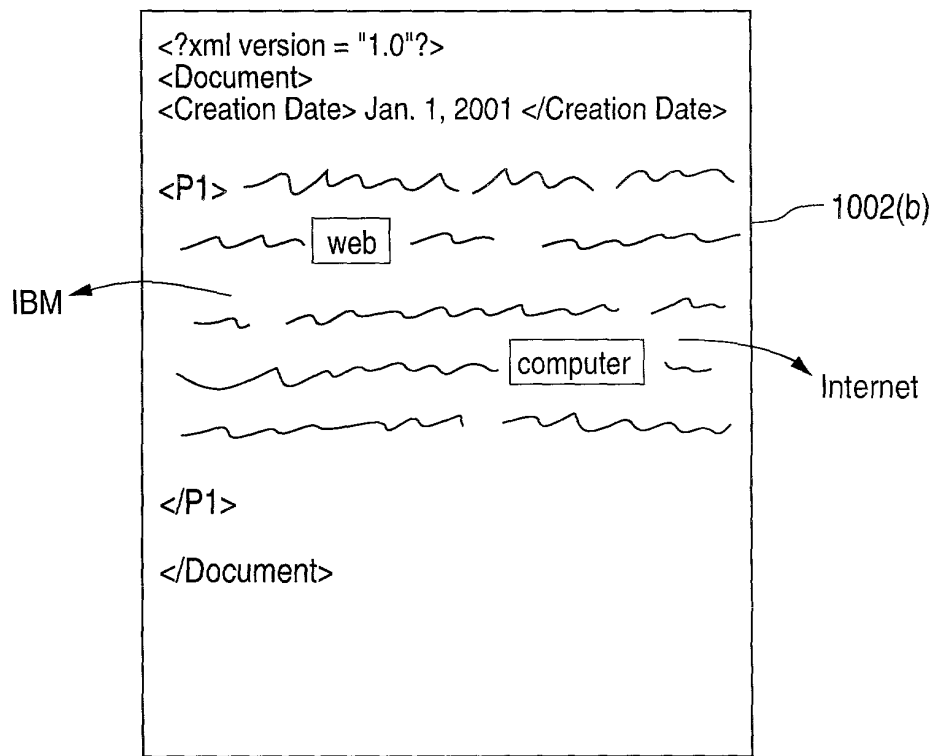 <?xml version = "1.0"?>
<Document>
<Creation Date> Jan. 1, 2001 </Creation Date>
<P1>
1002(b)
web
IBM
computer
Internet
</P1>
</Document>